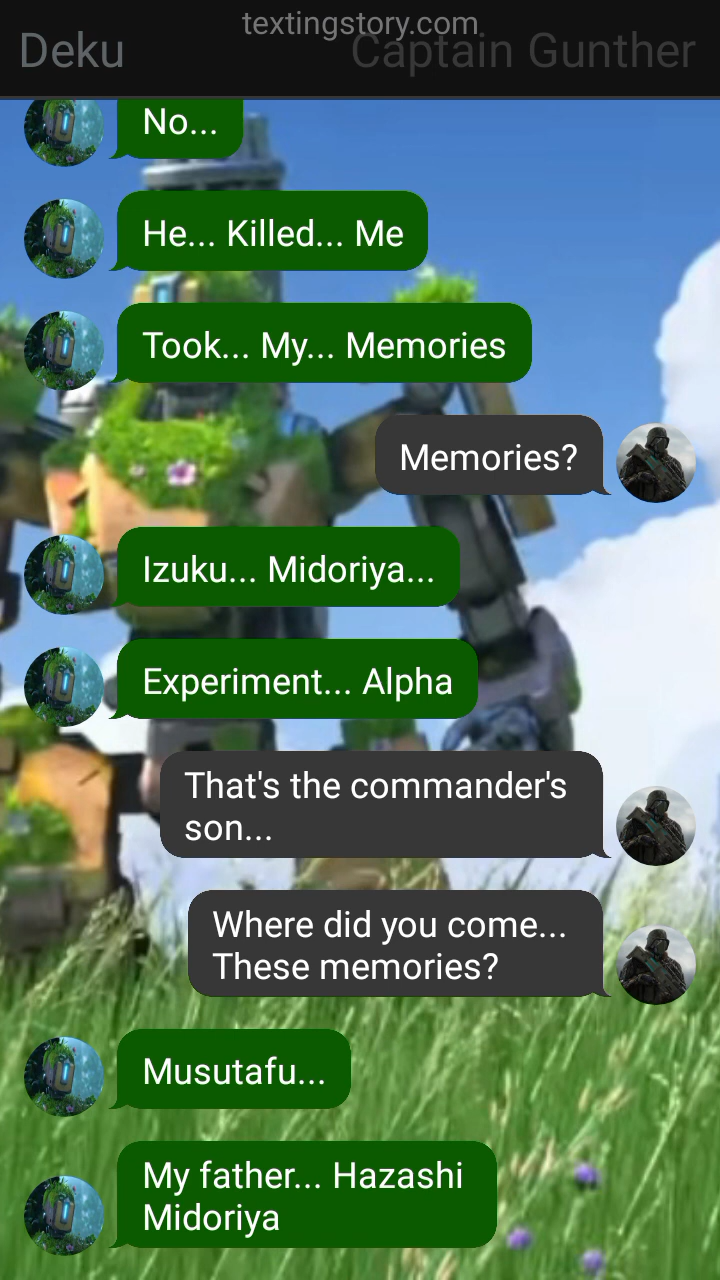 textingstory.com
Deku
Captain Gunther
No...
He... Killed... Me
Took... My... Memories
Memories?
Izuku... Midoriya...
Experiment... Alpha
That's the commander's
son...
Where did you come...
These memories?
Musutafu...
My father... Hazashi
Midoriya